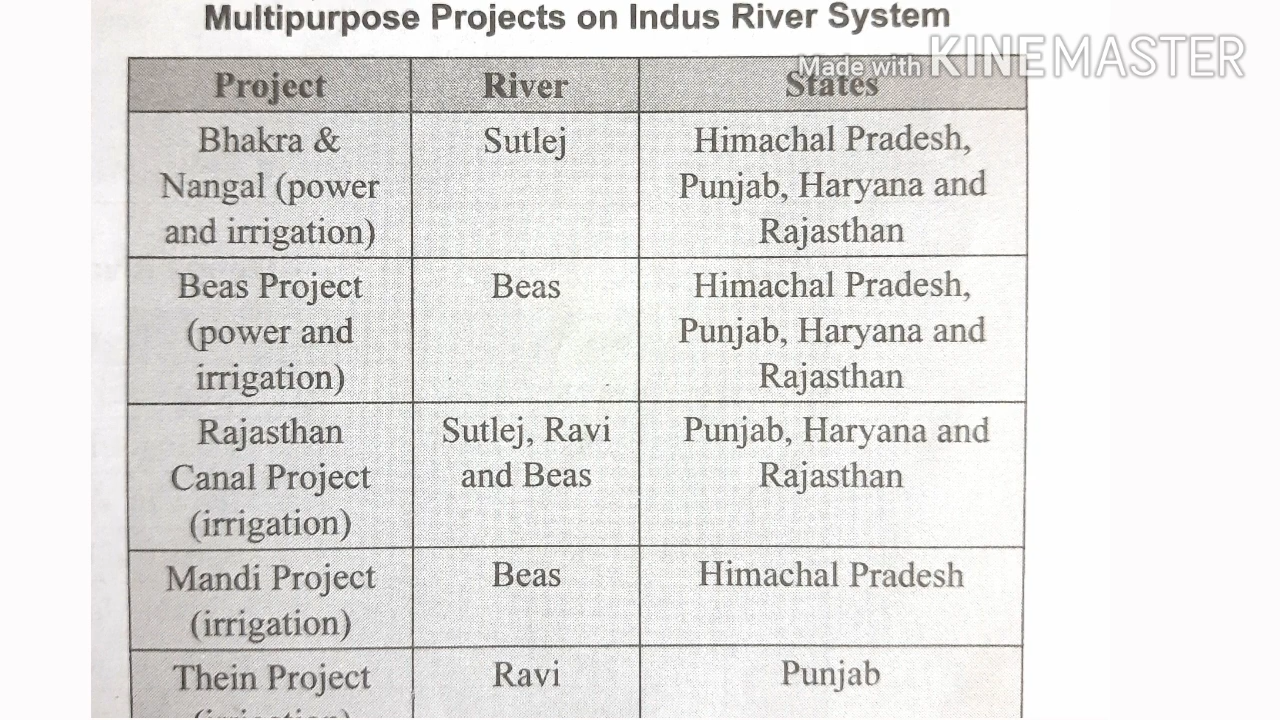 Multipurpose Projects on Indus River System
Made with KINEMASTER
Project River States
Bhakra & Sutlej Himachal Pradesh,
Nangal (power Punjab, Haryana and
and irrigation) Rajasthan
Beas Project Beas Himachal Pradesh,
(power and Punjab, Haryana and
irrigation) Rajasthan
Rajasthan Sutlej, Ravi Punjab, Haryana and
Canal Project and Beas Rajasthan
(irrigation)
Mandi Project Beas Himachal Pradesh
(irrigation)
Thein Project Ravi Punjab